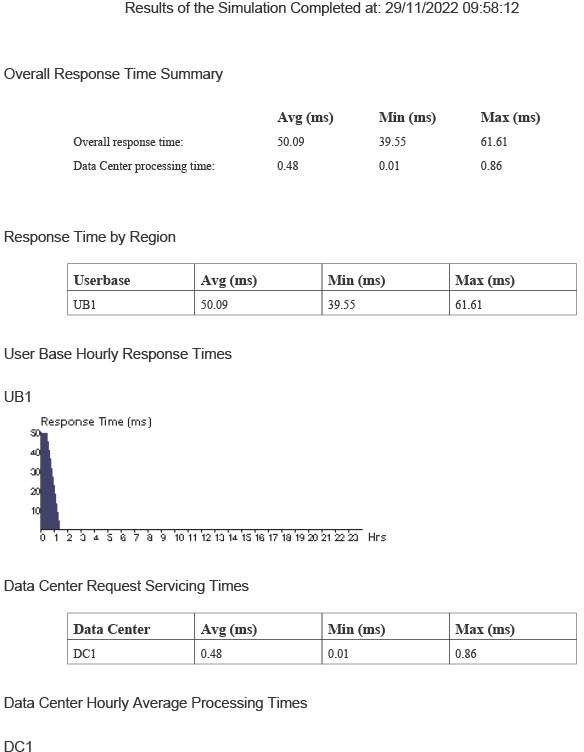 Results of the Simulation Completed at: 29/11/2022 09:58:12
Overall Response Time Summary
Avg (ms) Min (ms) Max (ms)
Overall response time: 50.09 39.55 61.61
Data Center processing time: 0.48 0.01 0.86
Response Time by Region
Userbase Avg (ms) Min (ms) Max (ms)
UB1 50.09 39.55 61.61
User Base Hourly Response Times
UB1
Response Time (ms)
50
40
30
20
10
0 1 2 3 4 5 6 7 8 9 10 11 12 13 14 15 16 17 18 19 20 21 22 23 Hrs
Data Center Request Servicing Times
Data Center Avg (ms) Min (ms) Max (ms)
DC1 0.48 0.01 0.86
Data Center Hourly Average Processing Times
DC1